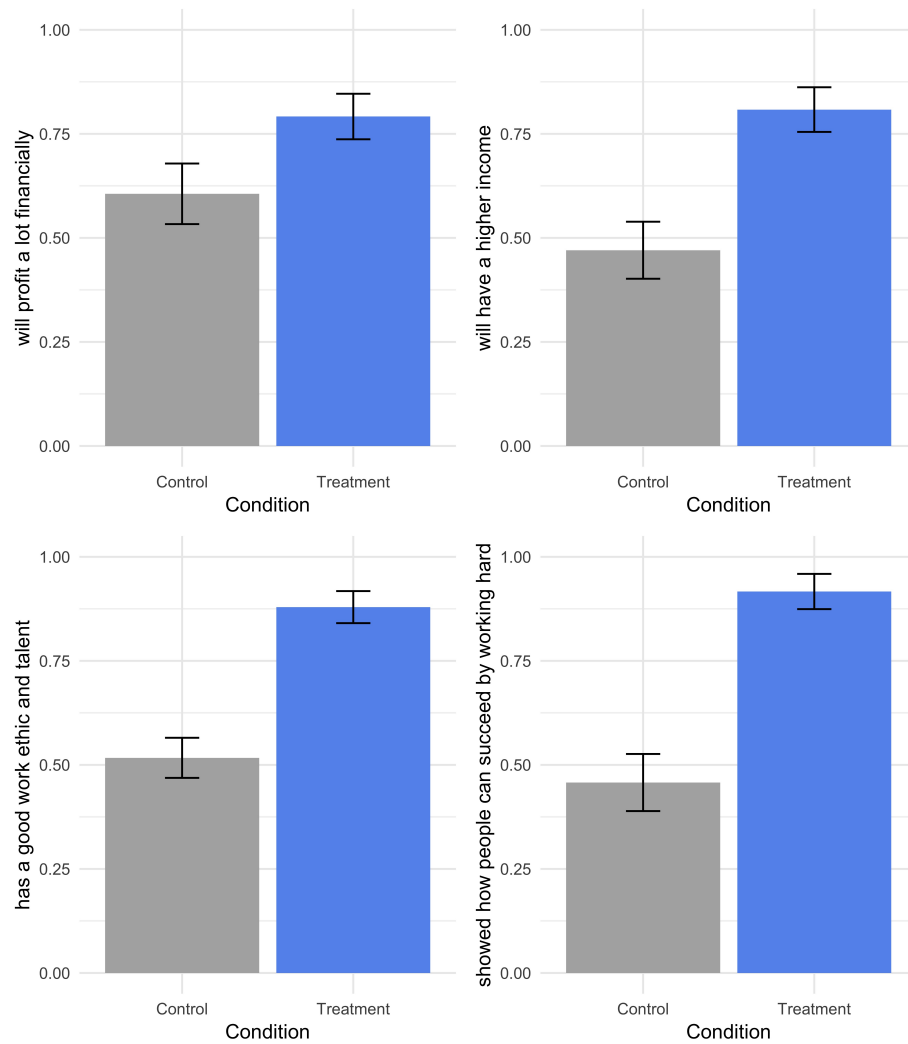 will profit a lot financially
1.00
0.75
0.50
0.25
0.00
Control
Treatment
Condition
will have a higher income
1.00
0.75
0.50
0.25
0.00
Control
Treatment
Condition
has a good work ethic and talent
1.00
0.75
0.50
0.25
0.00
Control
Treatment
Condition
showed how people can succeed by working hard
1.00
0.75
0.50
0.25
0.00
Control
Treatment
Condition